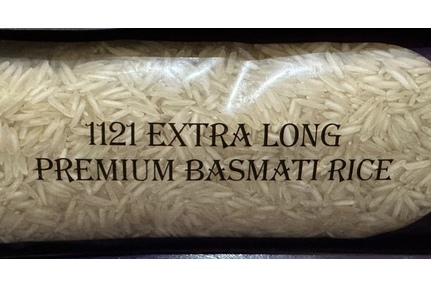 1121 EXTRA LONG
PREMIUM BASMATI RICE